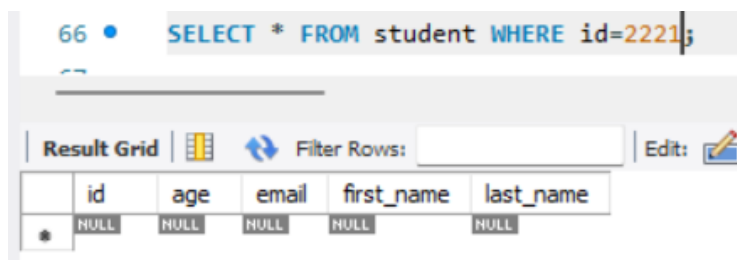 66 SELECT * FROM student WHERE id=2221;
Result Grid Filter Rows: Edit:
id age email first_name last_name
NULL NULL NULL NULL NULL